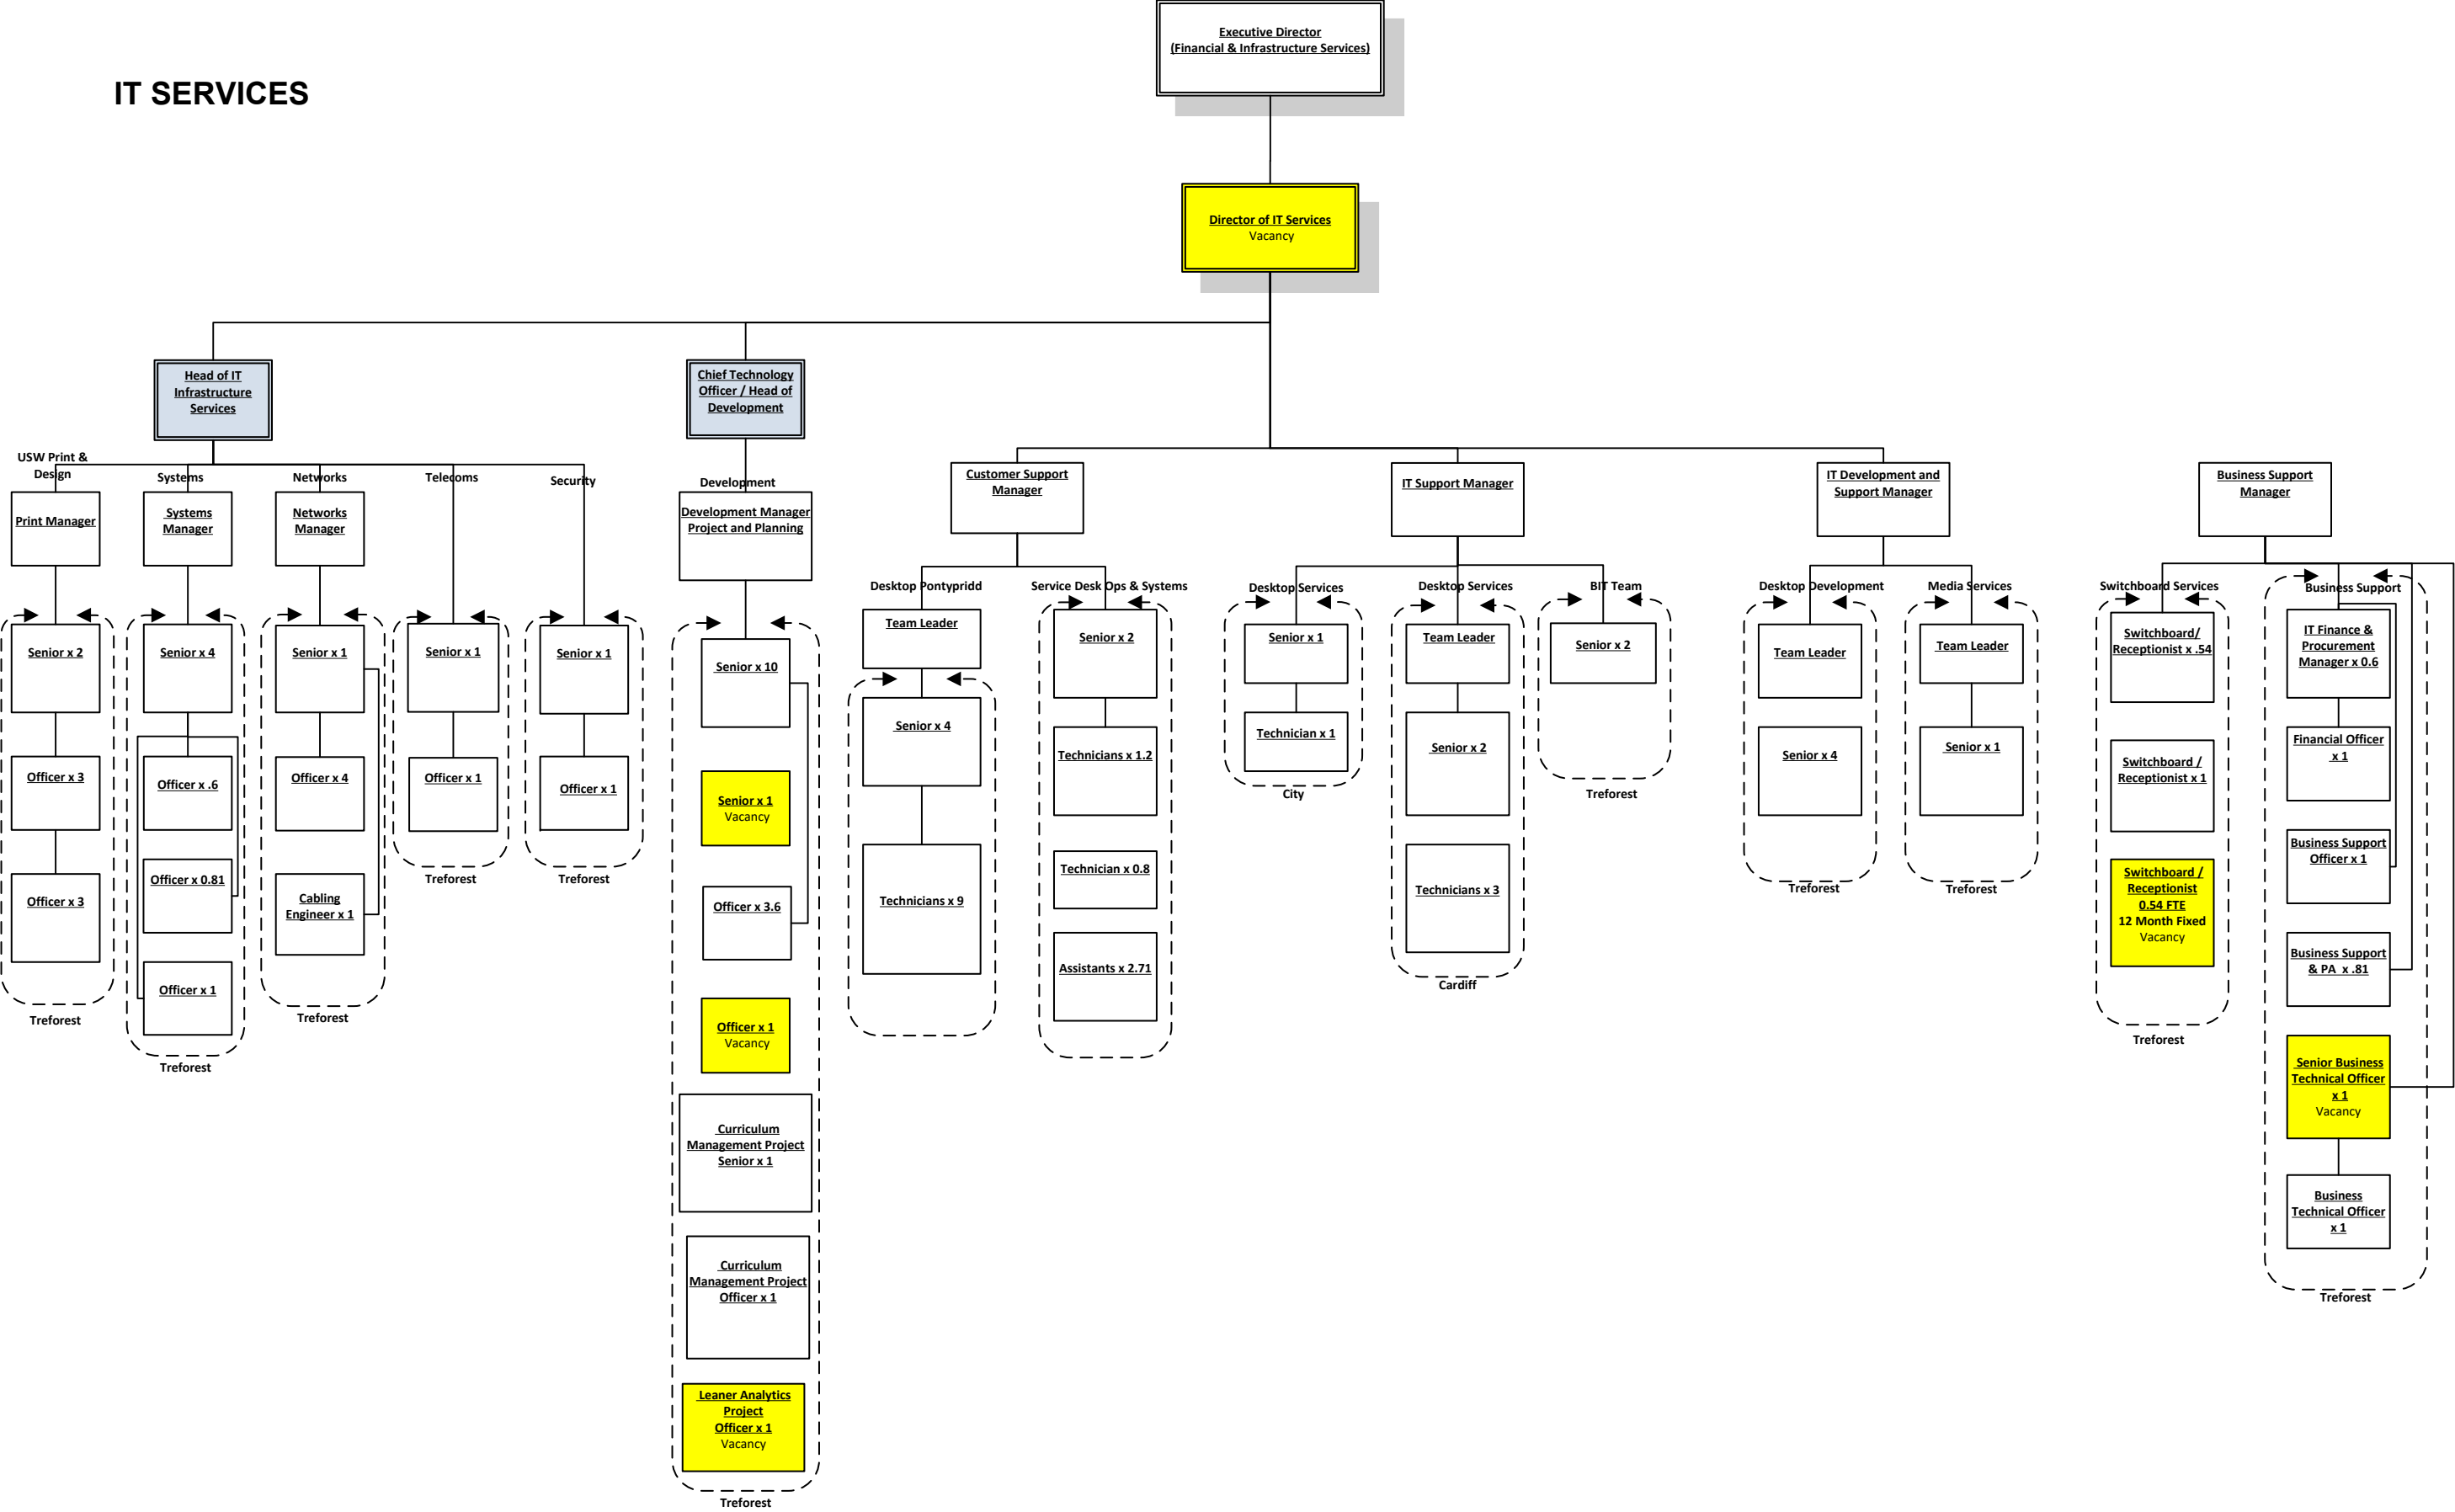 IT SERVICES
Executive Director
(Financial & Infrastructure Services)
Director of IT Services
Vacancy
Head of IT
Infrastructure
Services
Chief Technology
Officer / Head of
Development
USW Print &
Design
Print Manager
Senior x 2
Officer x 3
Officer x 3
Treforest
Systems
Systems
Manager
Senior x 4
Officer x .6
Officer x 0.81
Officer x 1
Treforest
Networks
Networks
Manager
Senior x 1
Officer x 4
Cabling
Engineer x 1
Treforest
Telecoms
Senior x 1
Officer x 1
Treforest
Security
Senior x 1
Officer x 1
Treforest
Development
Development Manager
Project and Planning
Senior x 10
Senior x 1
Vacancy
Officer x 3.6
Officer x 1
Vacancy
Curriculum
Management Project
Senior x 1
Curriculum
Management Project
Officer x 1
Leaner Analytics
Project
Officer x 1
Vacancy
Treforest
Customer Support
Manager
Desktop Pontypridd
Team Leader
Senior x 4
Technicians x 9
Service Desk Ops & Systems
Senior x 2
Technicians x 1.2
Technician x 0.8
Assistants x 2.71
IT Support Manager
Desktop Services
Senior x 1
Technician x 1
City
Desktop Services
Team Leader
Senior x 2
Technicians x 3
Cardiff
BIT Team
Senior x 2
Treforest
IT Development and
Support Manager
Desktop Development
Team Leader
Senior x 4
Treforest
Media Services
Team Leader
Senior x 1
Treforest
Business Support
Manager
Switchboard Services
Switchboard/
Receptionist x .54
Switchboard /
Receptionist x 1
Switchboard /
Receptionist
0.54 FTE
12 Month Fixed
Vacancy
Treforest
Business Support
IT Finance &
Procurement
Manager x 0.6
Financial Officer
x 1
Business Support
Officer x 1
Business Support
& PA x .81
Senior Business
Technical Officer
x 1
Vacancy
Business
Technical Officer
x 1
Treforest